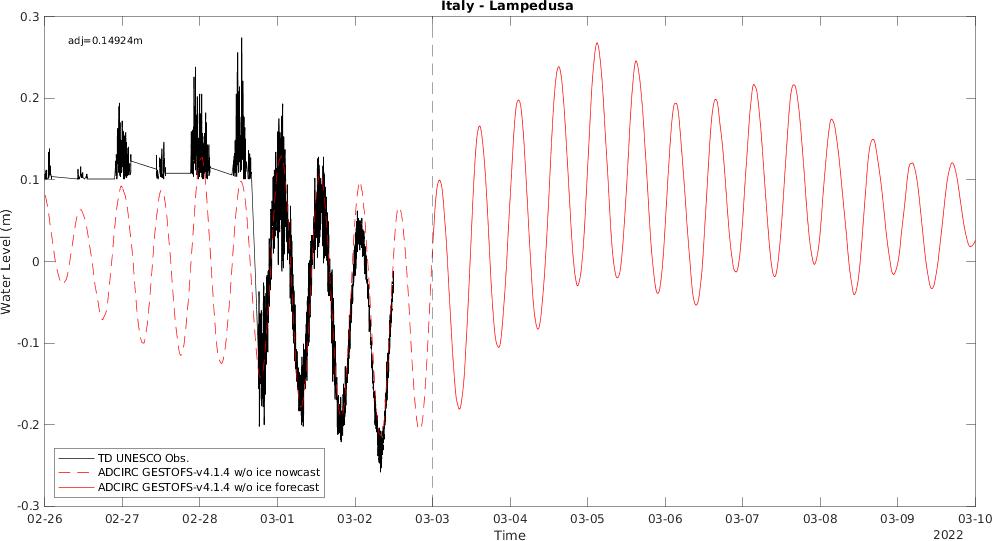 Italy - Lampedusa
adj=0.14924m
0.3
0.2
0.1
0
-0.1
-0.2
-0.3
Water Level (m)
TD UNESCO Obs.
ADCIRC GESTOFS-v4.1.4 w/o ice nowcast
ADCIRC GESTOFS-v4.1.4 w/o ice forecast
02-26 02-27 02-28 03-01 03-02 03-03 03-04 03-05 03-06 03-07 03-08 03-09 03-10
Time
2022